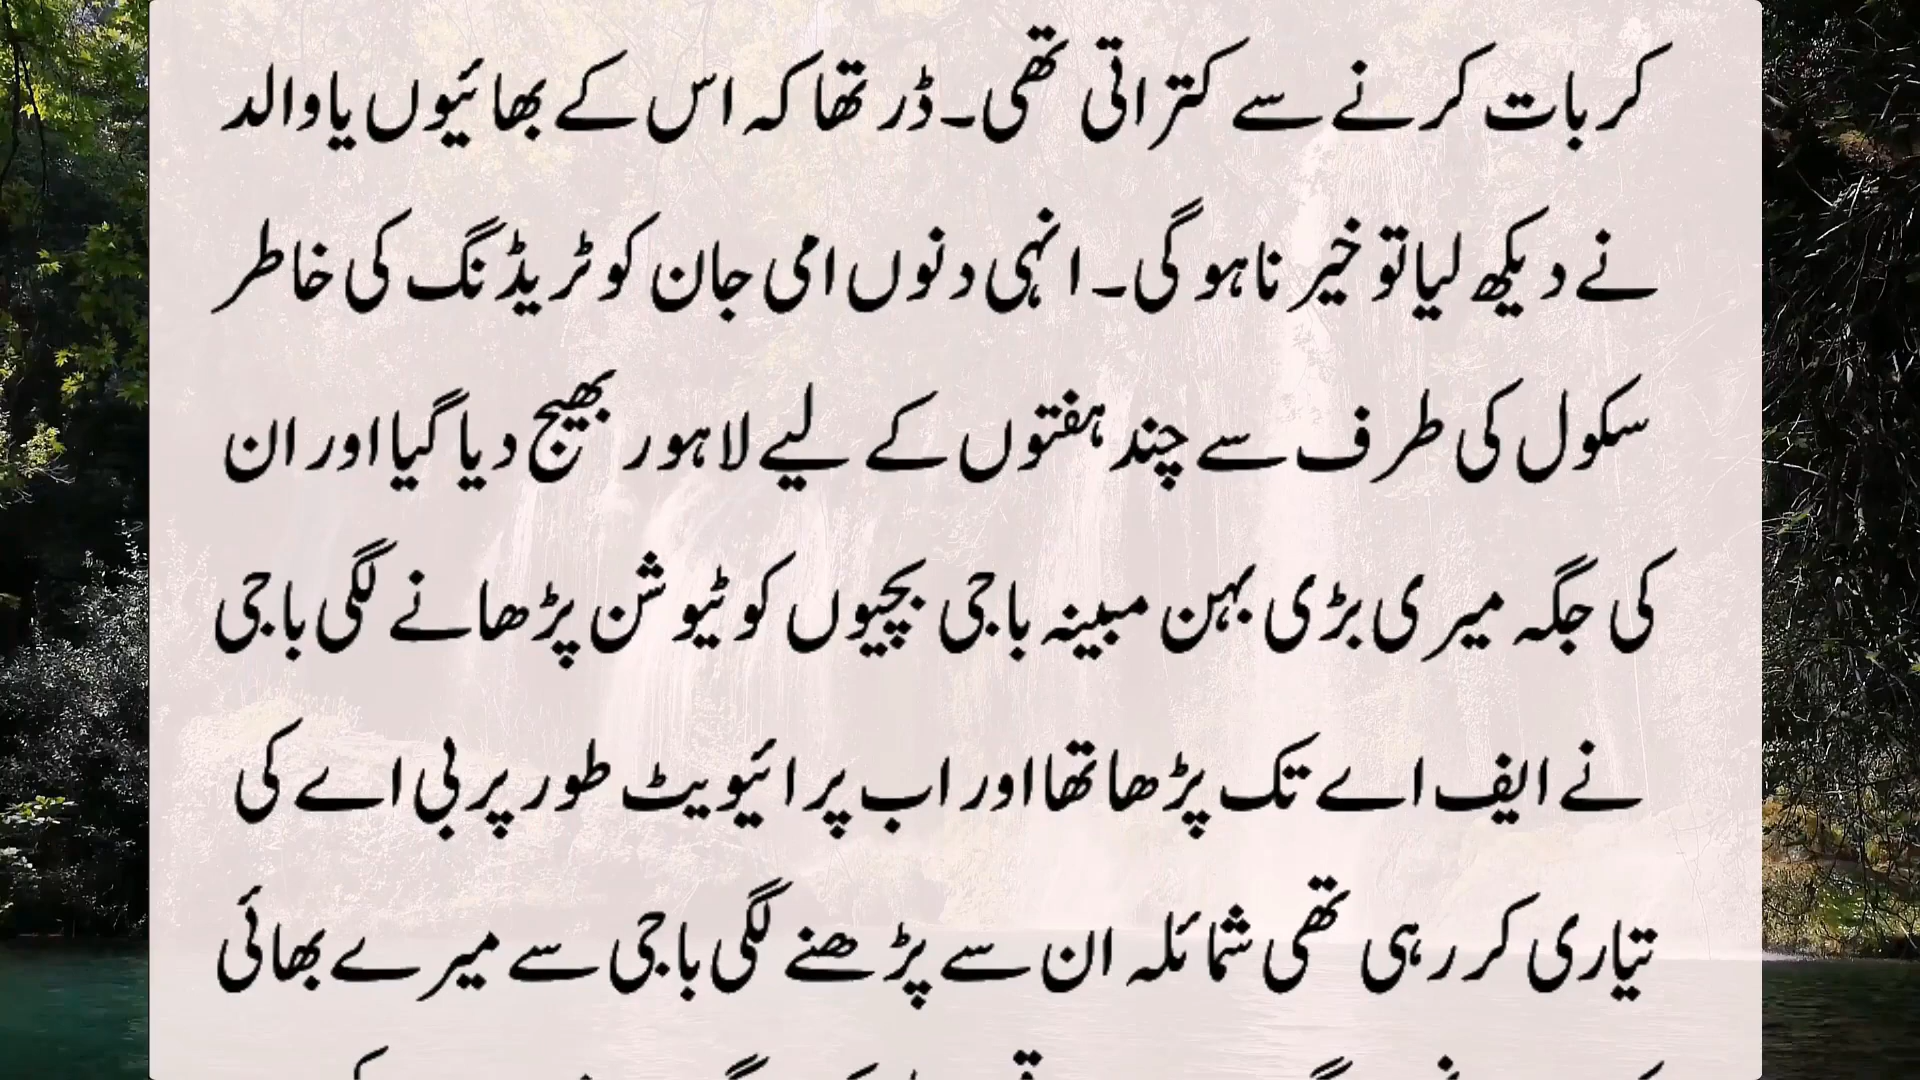 کر بات کرنے سے کتراتی تھی۔ ڈر تھا کہ اس کے بھائیوں یا والد
نے دیکھ لیا تو خیر نا ہو گی۔ انہی دنوں امی جان کو ٹریڈنگ کی خاطر
سکول کی طرف سے چند ہفتوں کے لیے لاہور بھیج دیا گیا اور ان
کی جگہ میری بڑی بہن مبینہ باجی بچیوں کو ٹیوشن پڑھانے لگی باجی
نے ایف اے تک پڑھا تھا اور اب پرائیویٹ طور پر بی اے کی
تیاری کر رہی تھی شمائلہ ان سے پڑھنے لگی باجی سے میرے بھائی